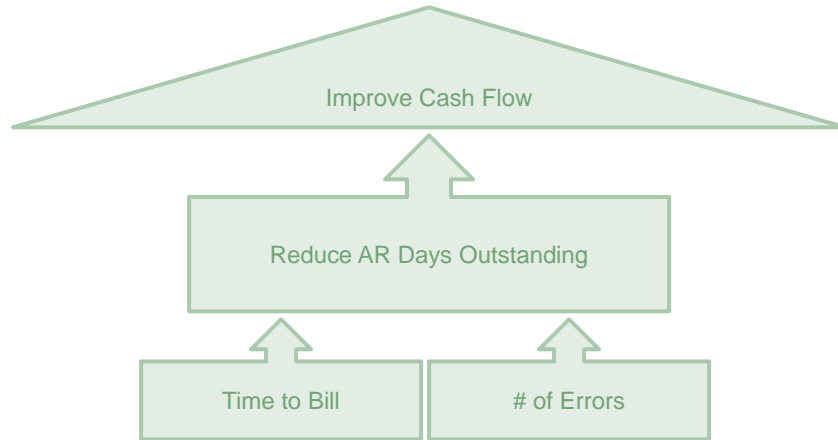 Improve Cash Flow
Reduce AR Days Outstanding
Time to Bill
# of Errors